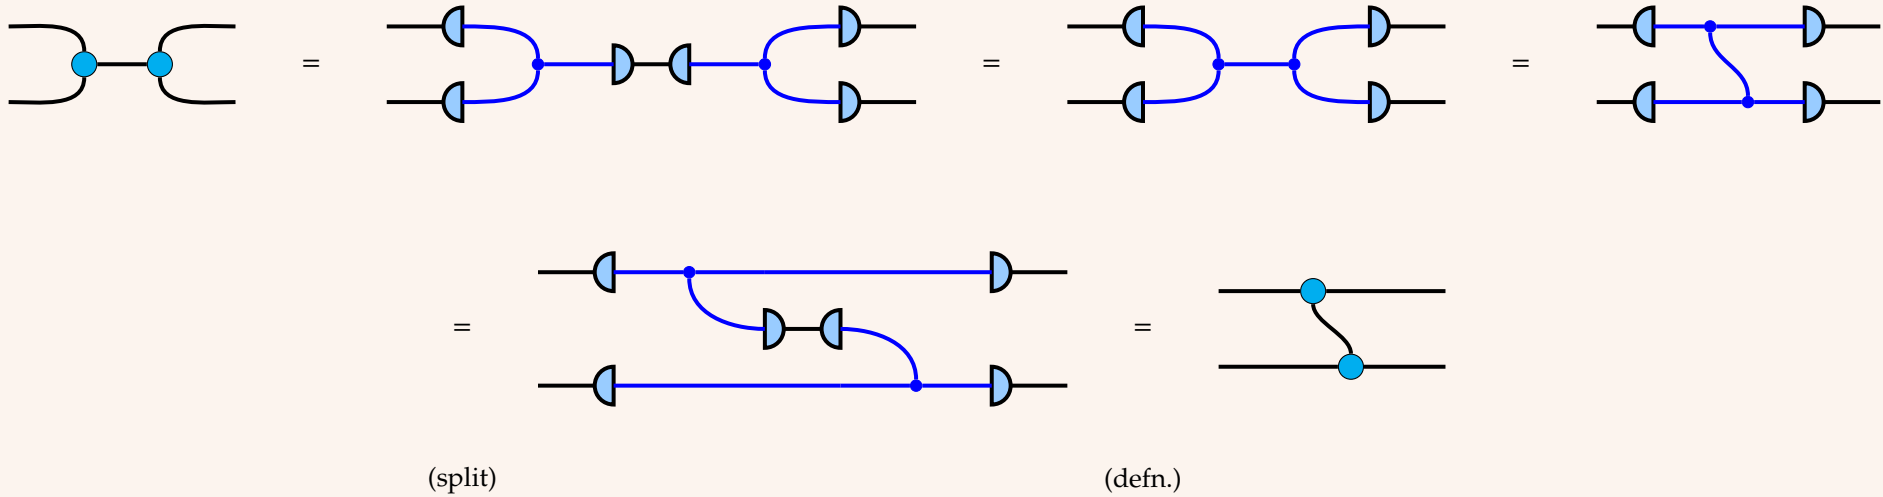 = = =
= =
(split) (defn.)